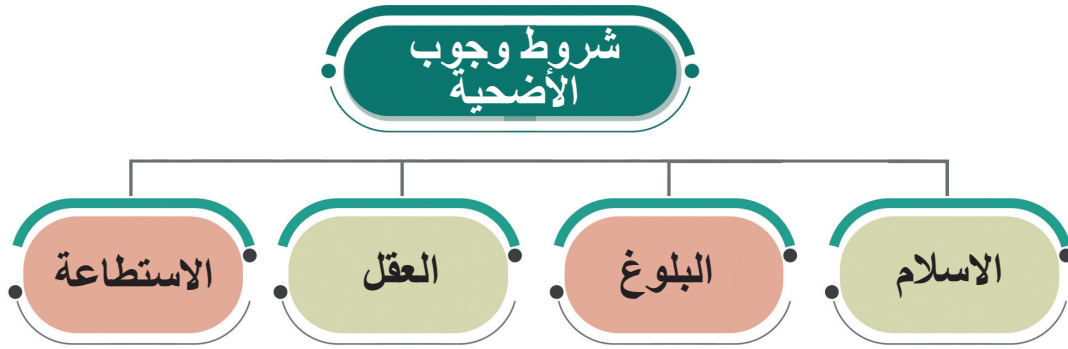 شروط وجوب
الأضحية
الاسلام
البلوغ
العقل
الاستطاعة